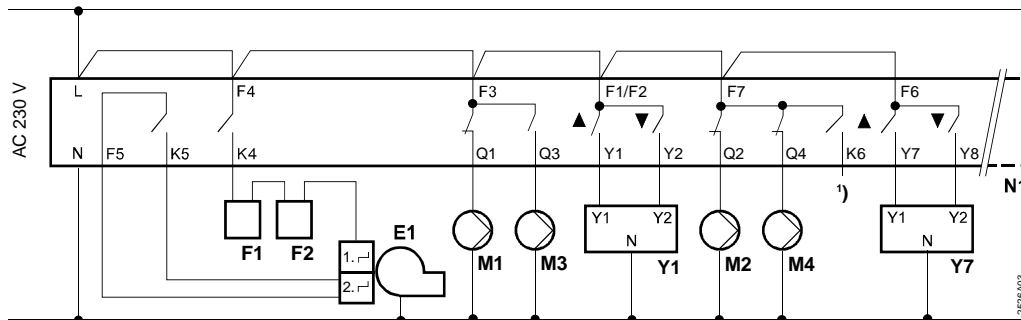 AC 230 V
L F4 F3 F1/F2 F7 F6
▲ ▼ ▲ ▼
N F5 K5 K4 Q1 Q3 Y1 Y2 Q2 Q4 K6 Y7 Y8
¹) N1
Y1 Y2 Y1 Y2
N N
F1 F2 E1 M1 M3 Y1 M2 M4 Y7
1.
2.
2526A03